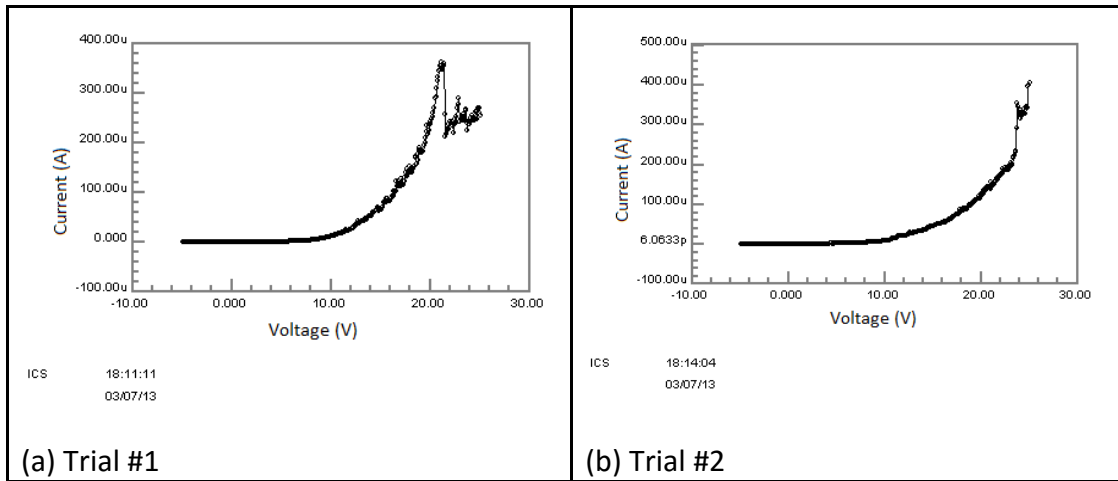 400.00u
300.00u
200.00u
100.00u
0.000
-100.00u
Current (A)
-10.00 0.000 10.00 20.00 30.00
Voltage (V)
ICS 18:11:11
03/07/13
(a) Trial #1
500.00u
400.00u
300.00u
200.00u
100.00u
6.0633p
-100.00u
Current (A)
-10.00 0.000 10.00 20.00 30.00
Voltage (V)
ICS 18:14:04
03/07/13
(b) Trial #2